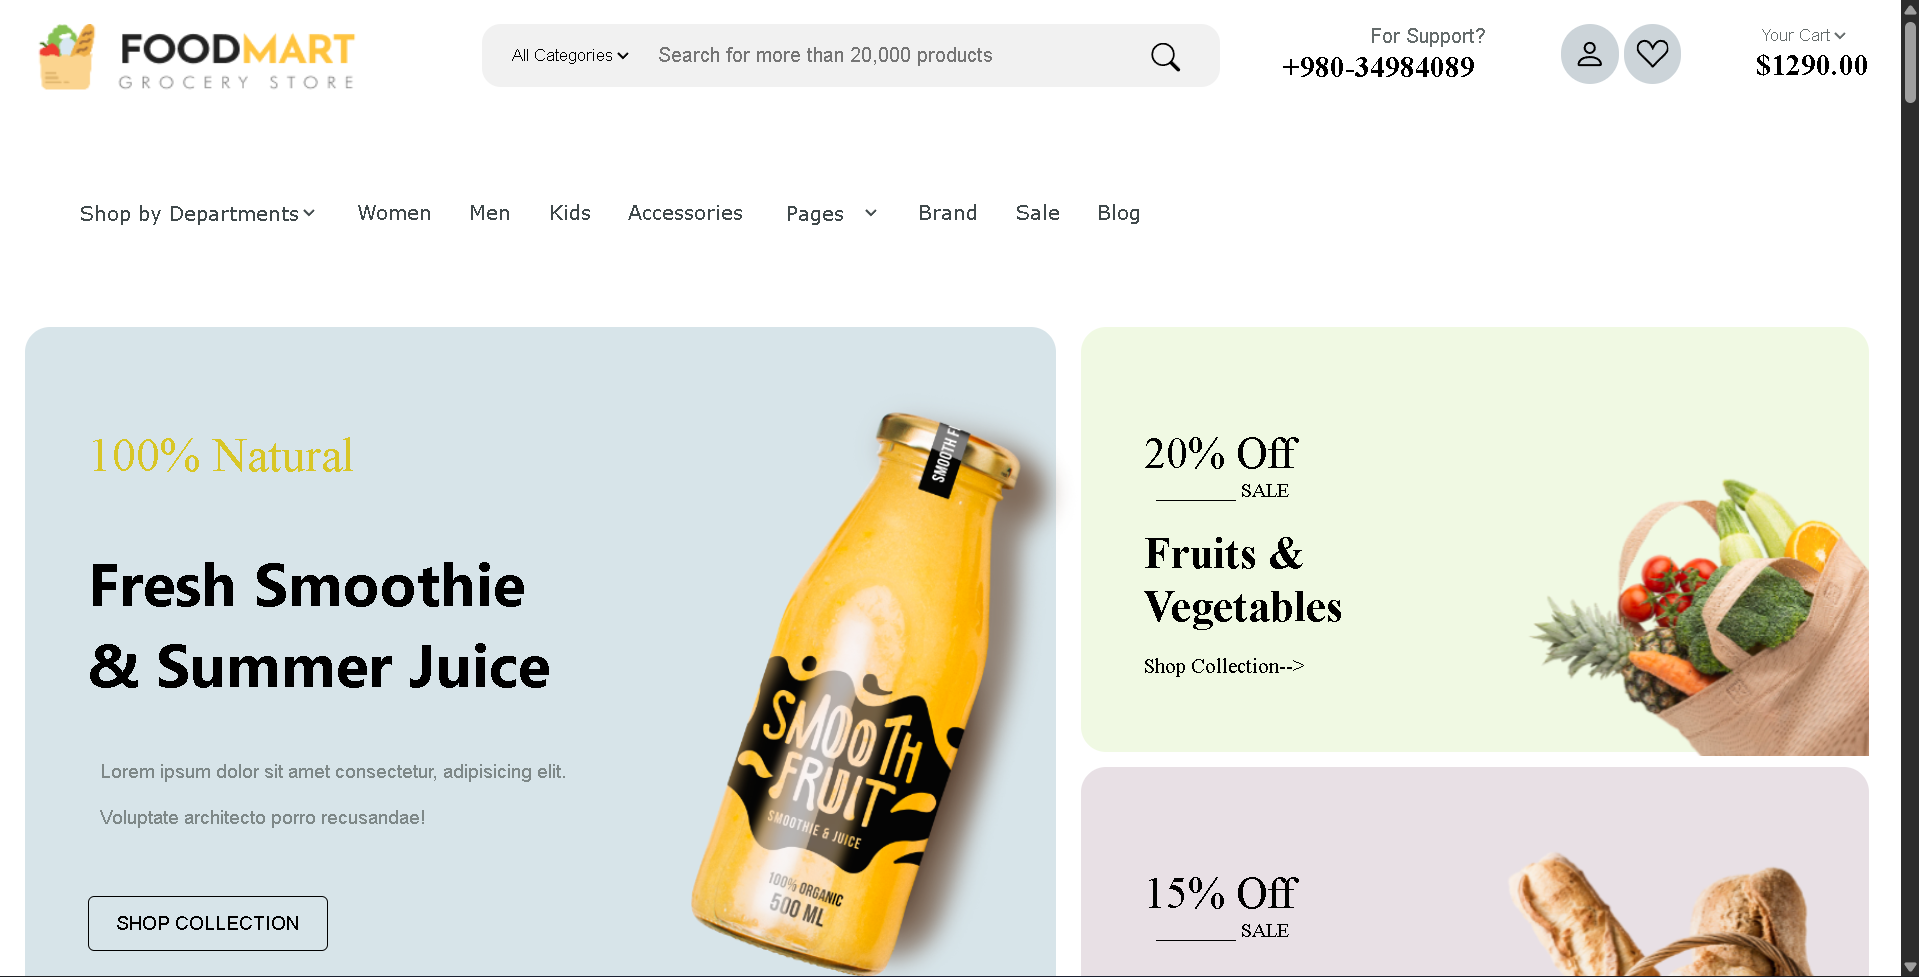 FOODMART
GROCERY STORE
All Categories
Search for more than 20,000 products
For Support?
+980-34984089
Your Cart
$1290.00
Shop by Departments
Women
Men
Kids
Accessories
Pages
Brand
Sale
Blog
100% Natural
Fresh Smoothie
& Summer Juice
Lorem ipsum dolor sit amet consectetur, adipisicing elit.
Voluptate architecto porro recusandae!
SHOP COLLECTION
SMOOTH F
SMOOTH
FRUIT
SMOOTHIE & JUICE
100% ORGANIC
500 ML
20% Off
________ SALE
Fruits &
Vegetables
Shop Collection-->
15% Off
________ SALE